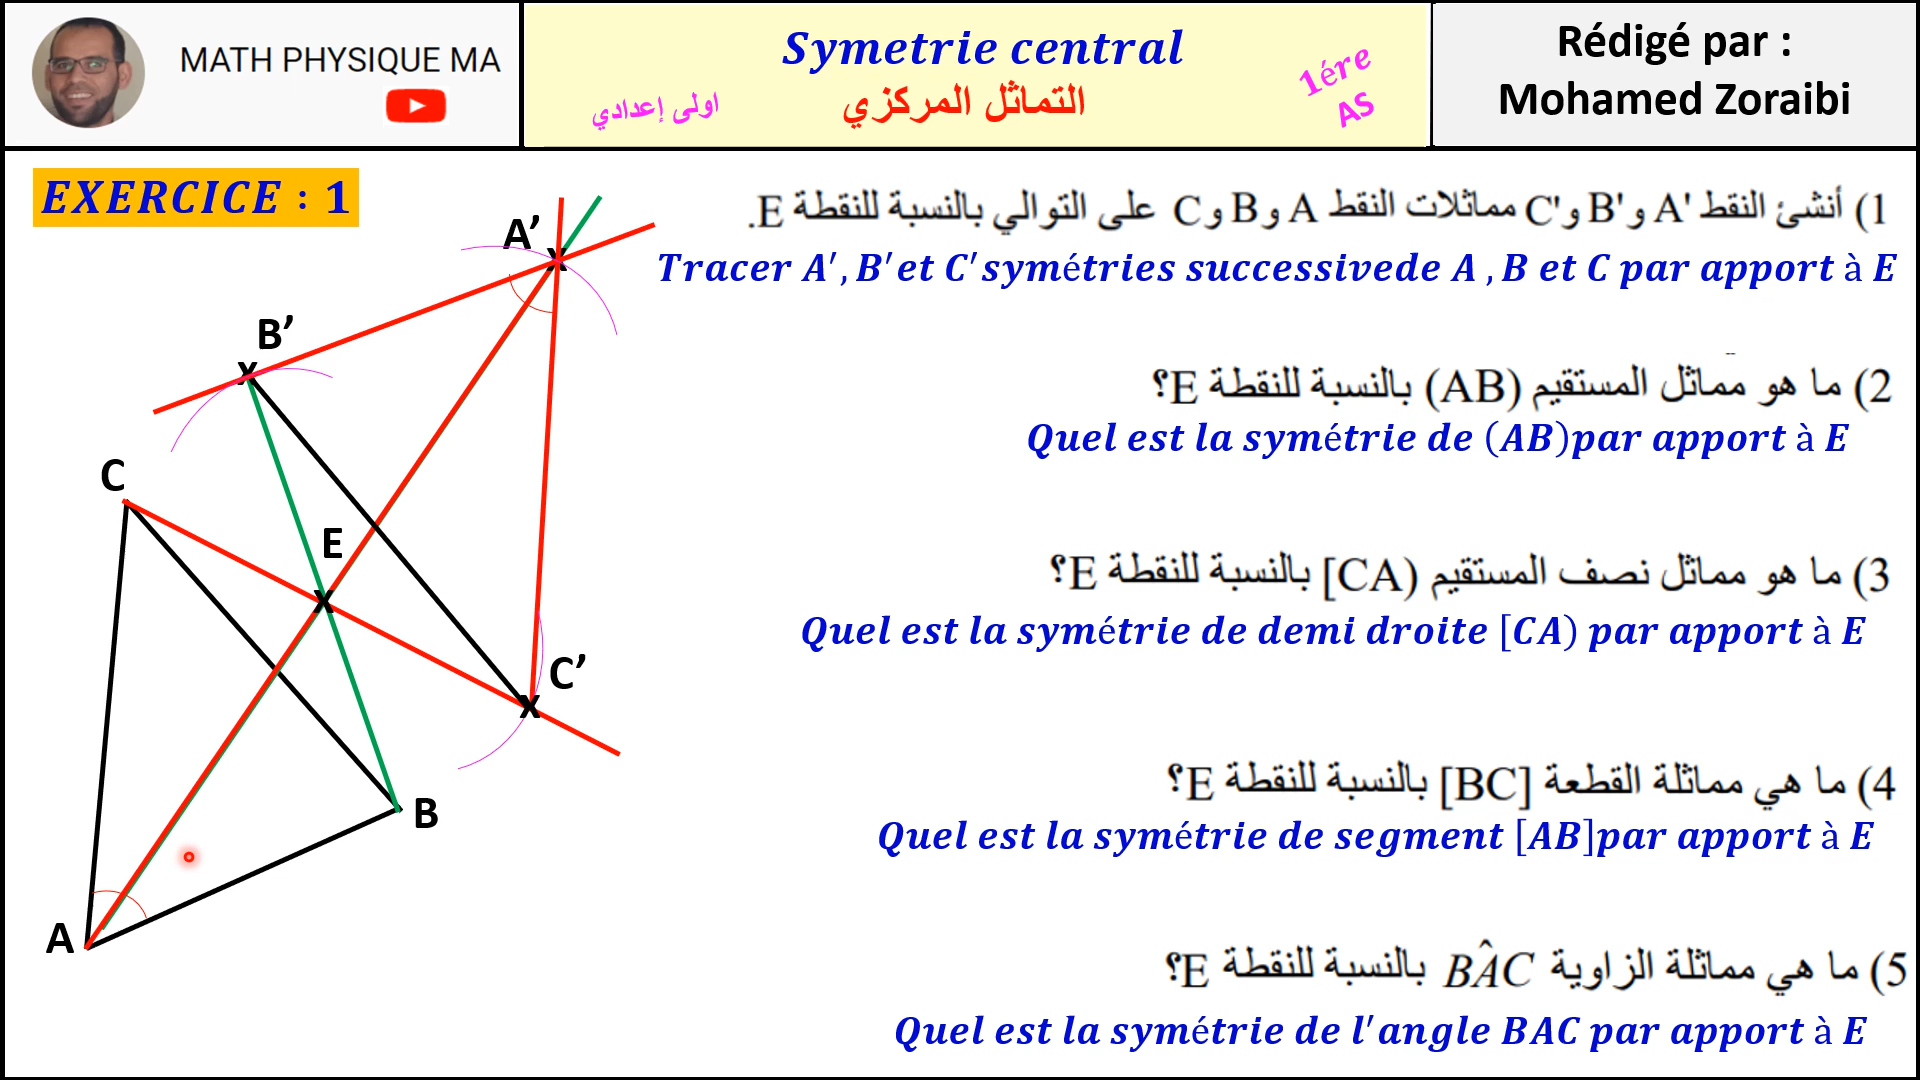 MATH PHYSIQUE MA
Symetrie central
التماثل المركزي
اولى إعدادي
1ére
AS
Rédigé par :
Mohamed Zoraibi
EXERCICE : 1
1) أنشئ النقط A' و B' و C' مماثلات النقط A و B و C على التوالي بالنسبة للنقطة E.
Tracer A′, B′et C′symétries successivede A , B et C par apport à E
2) ما هو مماثل المستقيم (AB) بالنسبة للنقطة E؟
Quel est la symétrie de (AB)par apport à E
3) ما هو مماثل نصف المستقيم [CA) بالنسبة للنقطة E؟
Quel est la symétrie de demi droite [CA) par apport à E
4) ما هي مماثلة القطعة [BC] بالنسبة للنقطة E؟
Quel est la symétrie de segment [AB]par apport à E
5) ما هي مماثلة الزاوية BÂC بالنسبة للنقطة E؟
Quel est la symétrie de l′angle BAC par apport à E
A’
B’
C
E
C’
B
A